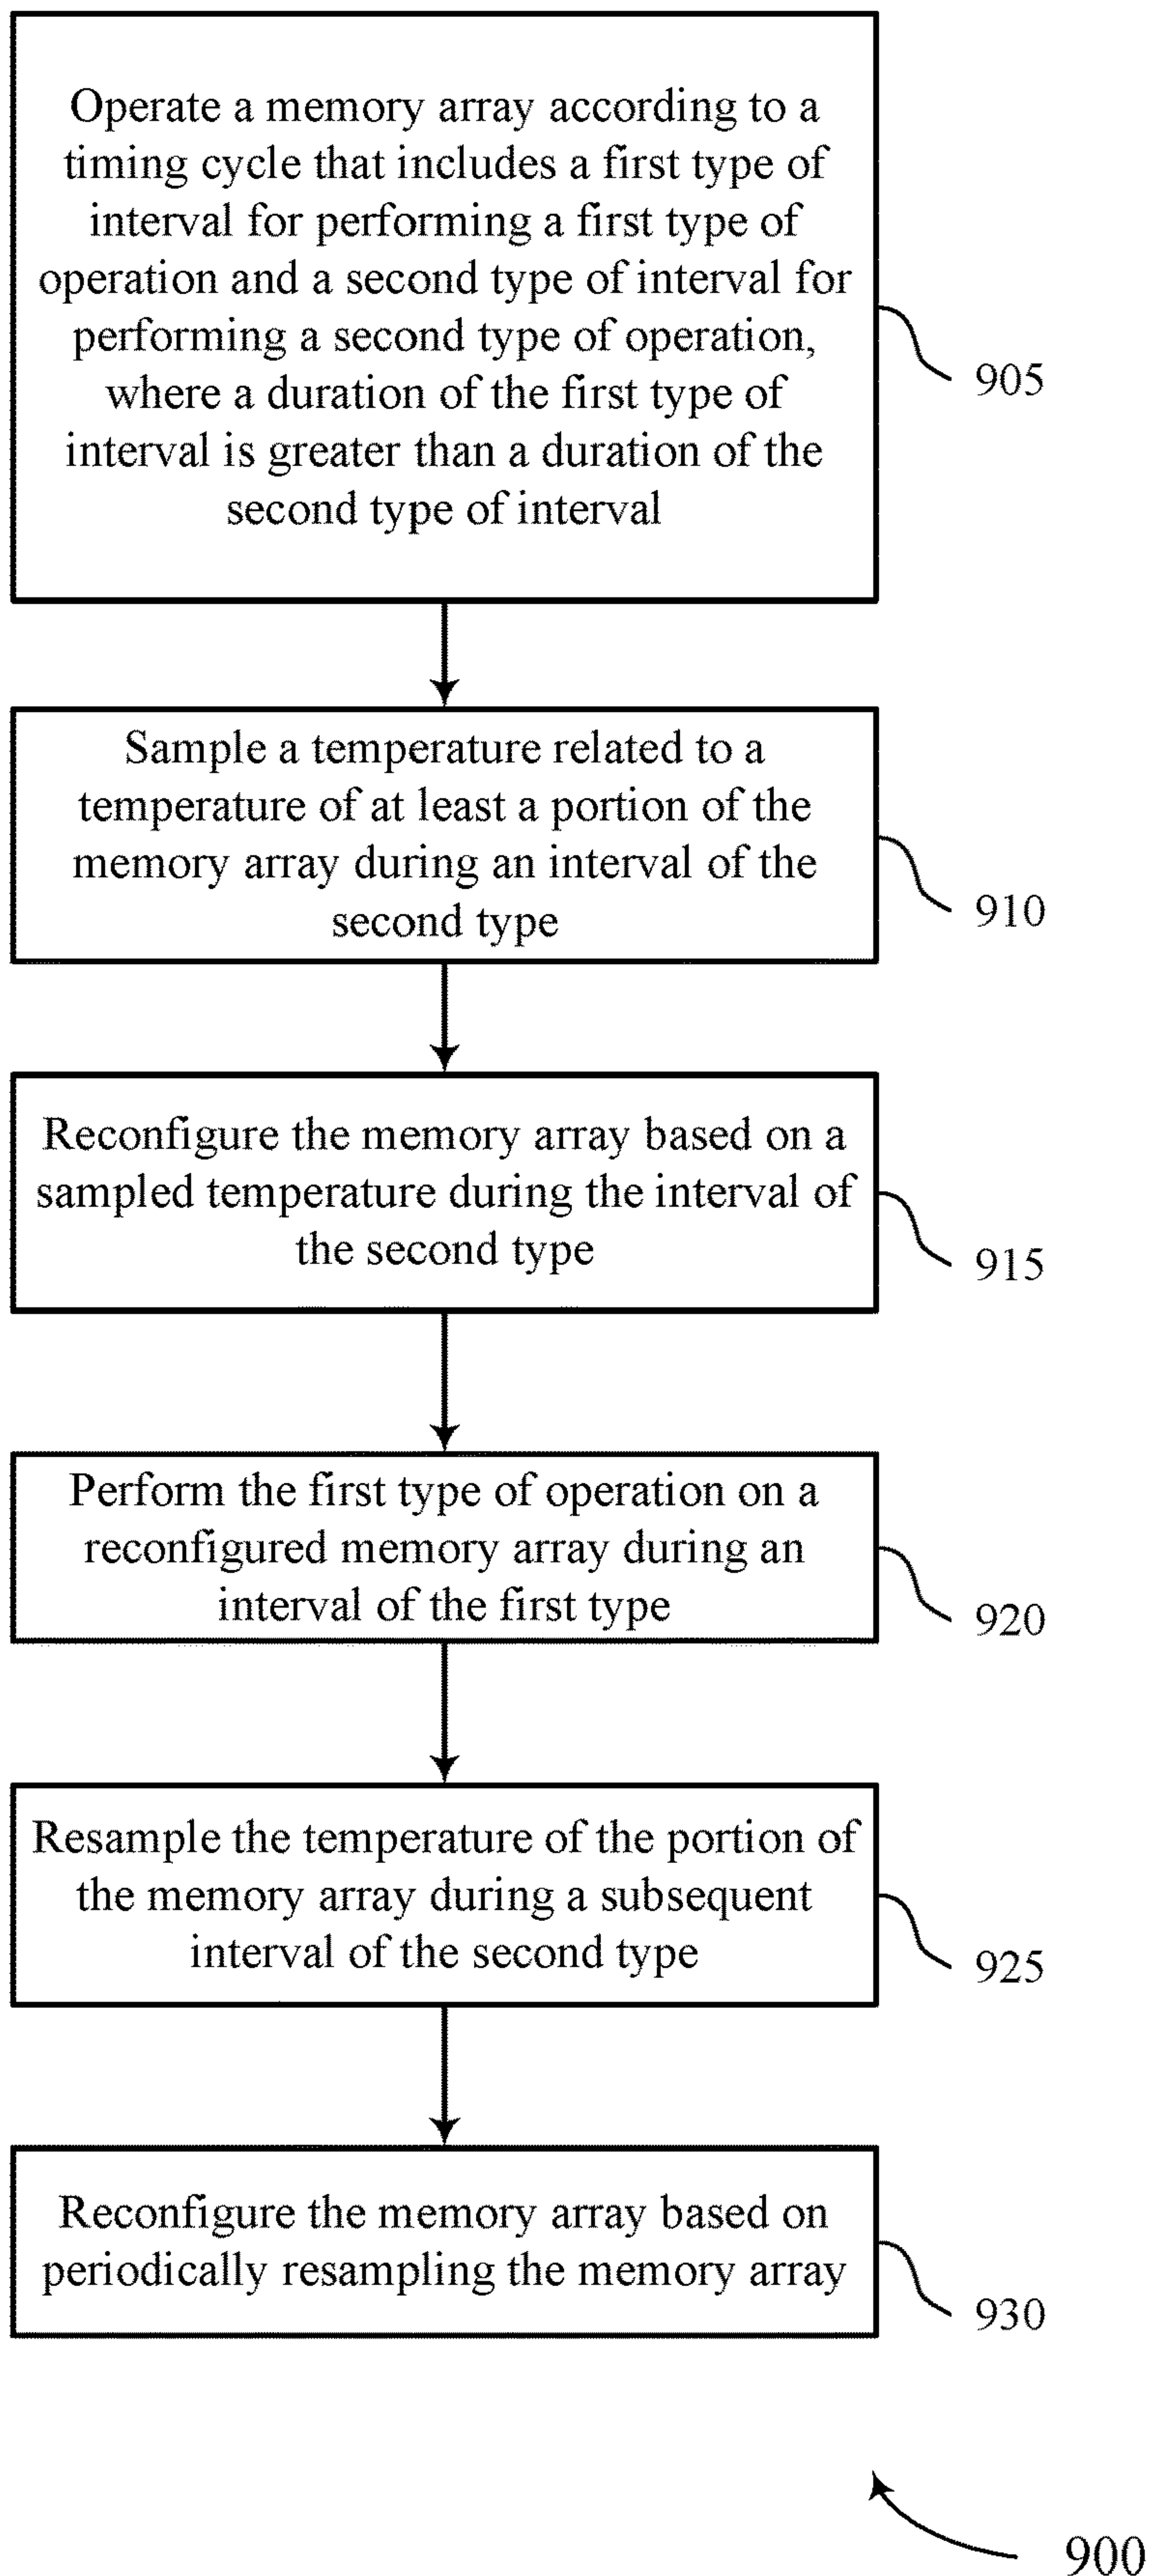 Operate a memory array according to a
timing cycle that includes a first type of
interval for performing a first type of
operation and a second type of interval for
performing a second type of operation,
where a duration of the first type of
interval is greater than a duration of the
second type of interval
905
Sample a temperature related to a
temperature of at least a portion of the
memory array during an interval of the
second type
910
Reconfigure the memory array based on a
sampled temperature during the interval of
the second type
915
Perform the first type of operation on a
reconfigured memory array during an
interval of the first type
920
Resample the temperature of the portion of
the memory array during a subsequent
interval of the second type
925
Reconfigure the memory array based on
periodically resampling the memory array
930
900